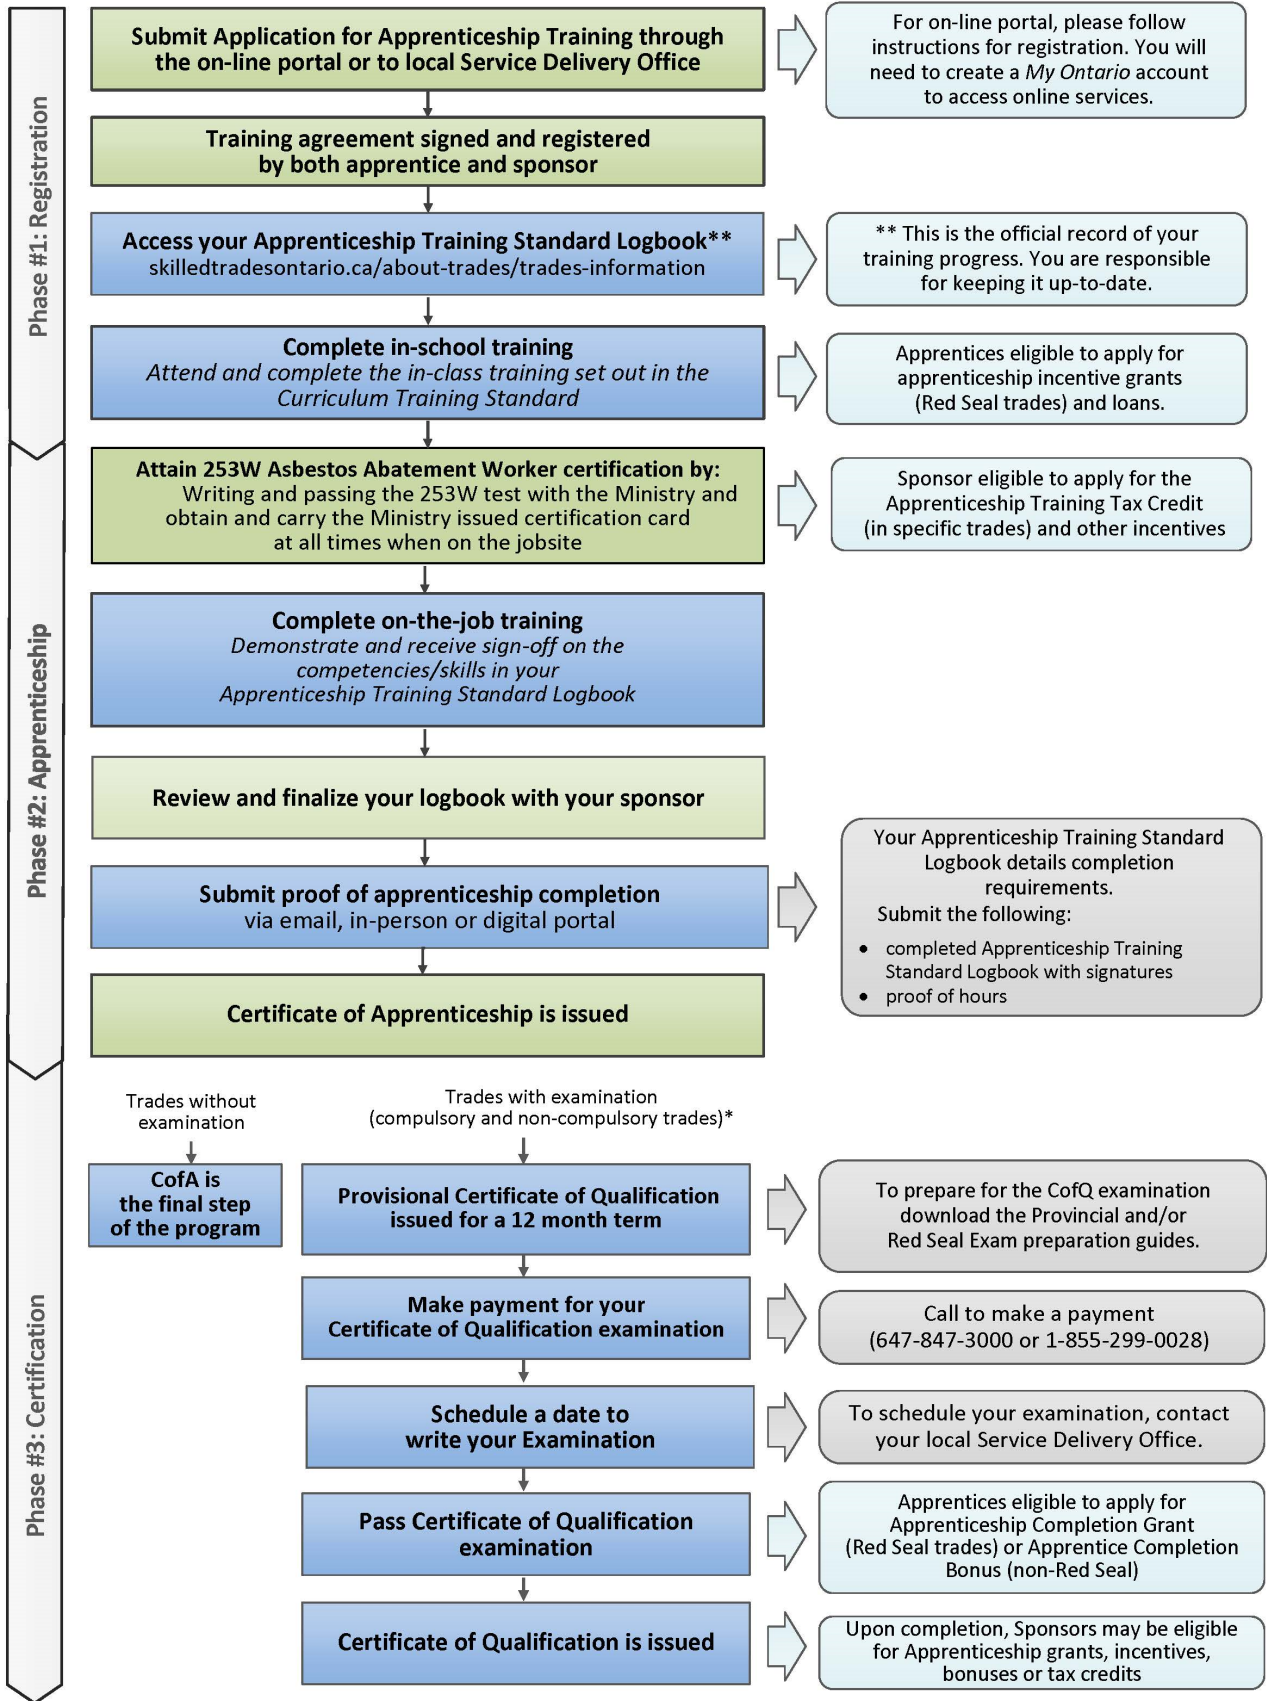 Phase #1: Registration
Submit Application for Apprenticeship Training through
the on-line portal or to local Service Delivery Office
For on-line portal, please follow
instructions for registration. You will
need to create a My Ontario account
to access online services.
Training agreement signed and registered
by both apprentice and sponsor
Access your Apprenticeship Training Standard Logbook**
skilledtradesontario.ca/about-trades/trades-information
** This is the official record of your
training progress. You are responsible
for keeping it up-to-date.
Complete in-school training
Attend and complete the in-class training set out in the
Curriculum Training Standard
Apprentices eligible to apply for
apprenticeship incentive grants
(Red Seal trades) and loans.
Phase #2: Apprenticeship
Attain 253W Asbestos Abatement Worker certification by:
Writing and passing the 253W test with the Ministry and
obtain and carry the Ministry issued certification card
at all times when on the jobsite
Sponsor eligible to apply for the
Apprenticeship Training Tax Credit
(in specific trades) and other incentives
Complete on-the-job training
Demonstrate and receive sign-off on the
competencies/skills in your
Apprenticeship Training Standard Logbook
Review and finalize your logbook with your sponsor
Submit proof of apprenticeship completion
via email, in-person or digital portal
Your Apprenticeship Training Standard
Logbook details completion
requirements.
Submit the following:
• completed Apprenticeship Training
Standard Logbook with signatures
• proof of hours
Certificate of Apprenticeship is issued
Phase #3: Certification
Trades without
examination
CofA is
the final step
of the program
Trades with examination
(compulsory and non-compulsory trades)*
Provisional Certificate of Qualification
issued for a 12 month term
To prepare for the CofQ examination
download the Provincial and/or
Red Seal Exam preparation guides.
Make payment for your
Certificate of Qualification examination
Call to make a payment
(647-847-3000 or 1-855-299-0028)
Schedule a date to
write your Examination
To schedule your examination, contact
your local Service Delivery Office.
Pass Certificate of Qualification
examination
Apprentices eligible to apply for
Apprenticeship Completion Grant
(Red Seal trades) or Apprentice Completion
Bonus (non-Red Seal)
Certificate of Qualification is issued
Upon completion, Sponsors may be eligible
for Apprenticeship grants, incentives,
bonuses or tax credits